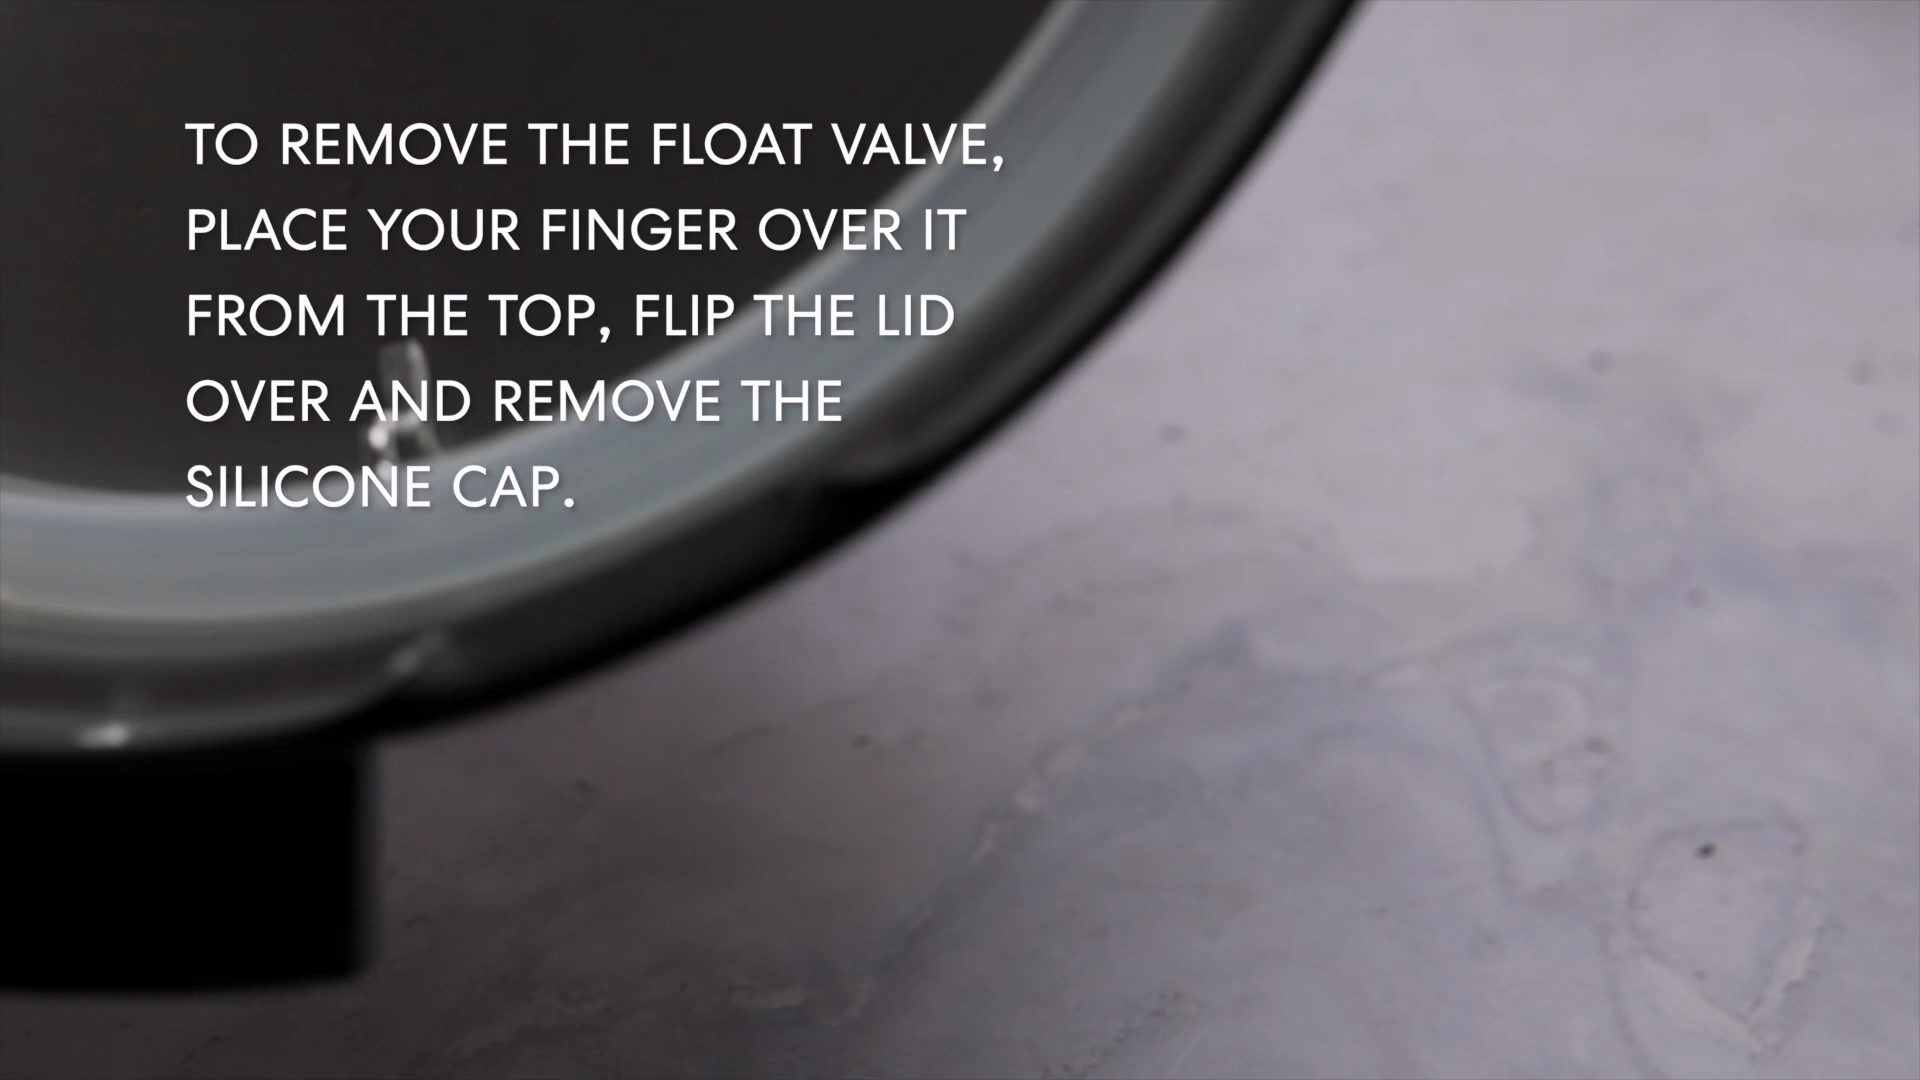 TO REMOVE THE FLOAT VALVE,
PLACE YOUR FINGER OVER IT
FROM THE TOP, FLIP THE LID
OVER AND REMOVE THE
SILICONE CAP.